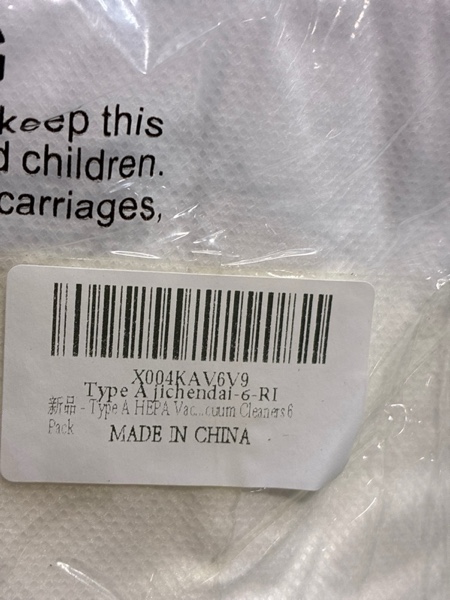 G
keep this
d children.
carriages,
X004KAV6V9
Type A jichendai-6-RI
新品 - Type A HEPA Vac...cuum Cleaners 6
Pack
MADE IN CHINA